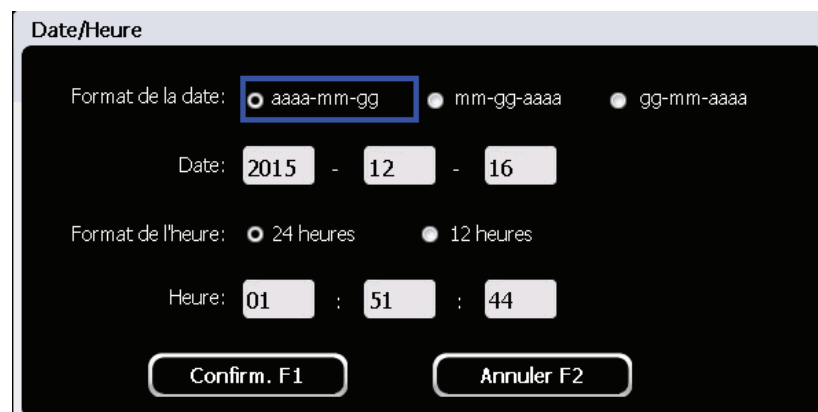 Date/Heure
Format de la date: aaaa-mm-gg mm-gg-aaaa gg-mm-aaaa
Date: 2015 - 12 - 16
Format de l'heure: 24 heures 12 heures
Heure: 01 : 51 : 44
Confirm. F1 Annuler F2